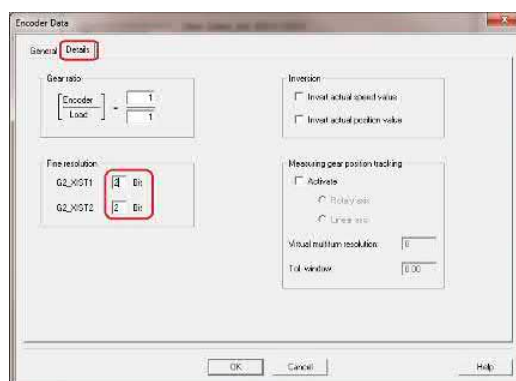 Encoder Data
General Details
Gear ratio
Encoder
Load
=
1
1
Inversion
Invert actual speed value
Invert actual position value
Fine resolution
G2_XIST1 2 Bit
G2_XIST2 2 Bit
Measuring gear position tracking
Activate
Rotary axis
Linear axis
Virtual multiturn resolution 0
Tol. window 0.00
OK Cancel Help